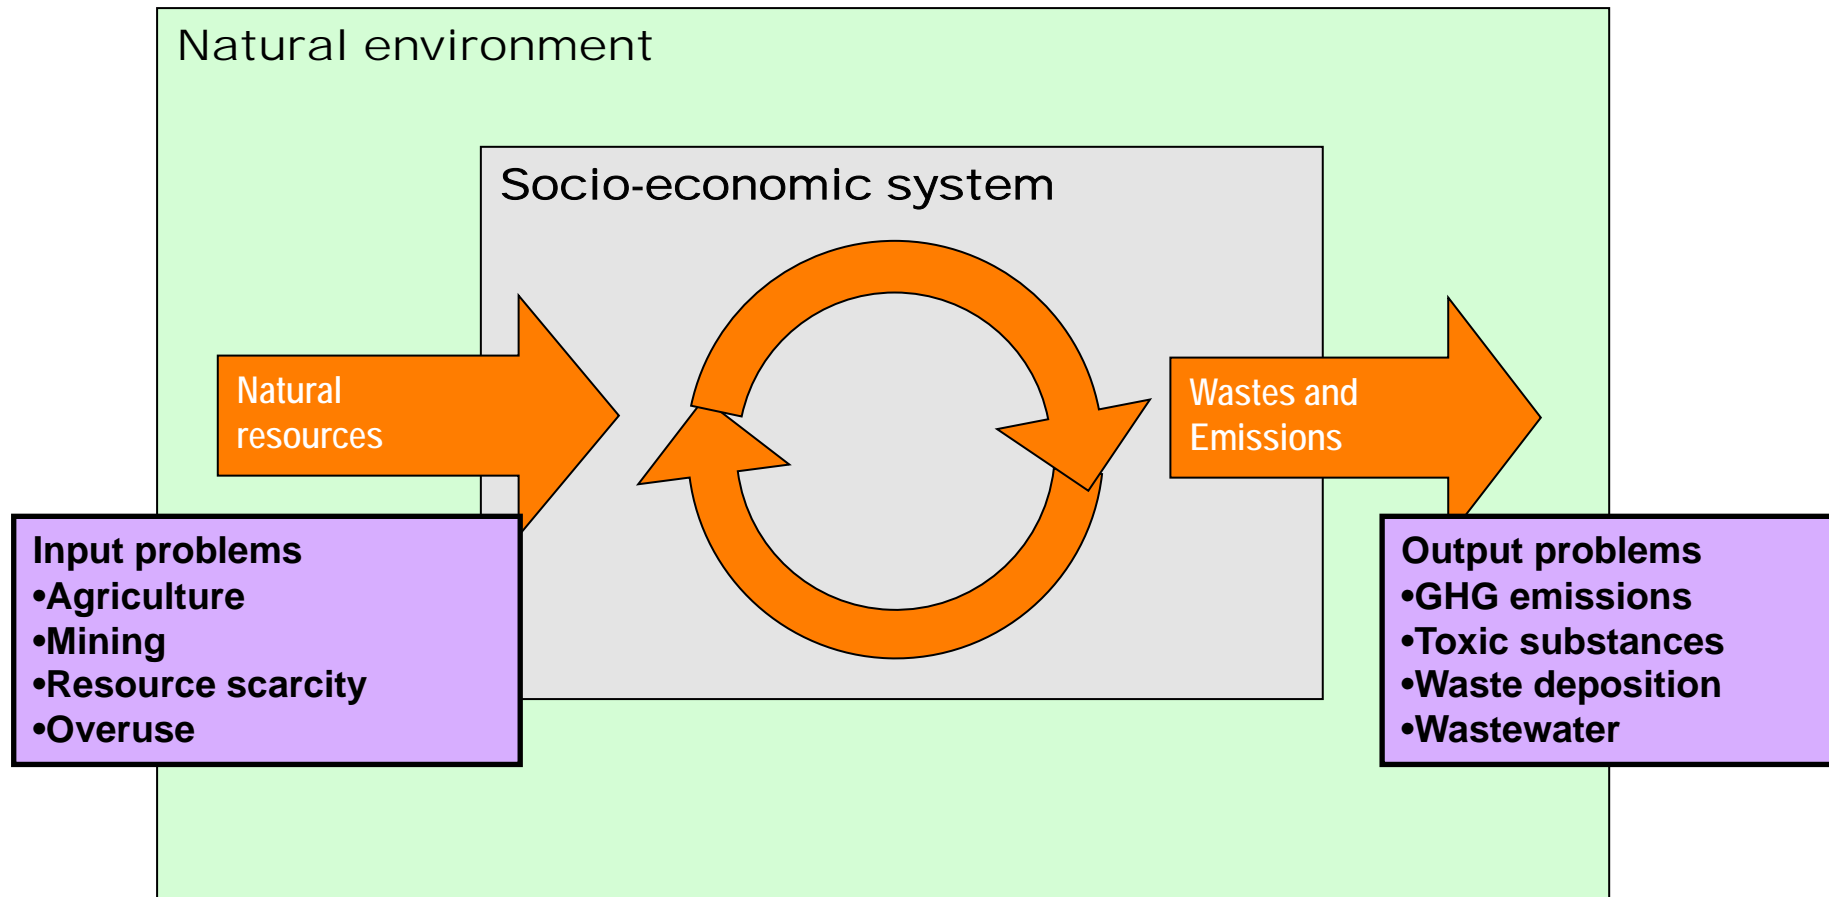 Natural environment
Socio-economic system
Natural
resources
Wastes and
Emissions
Input problems
•Agriculture
•Mining
•Resource scarcity
•Overuse
Output problems
•GHG emissions
•Toxic substances
•Waste deposition
•Wastewater